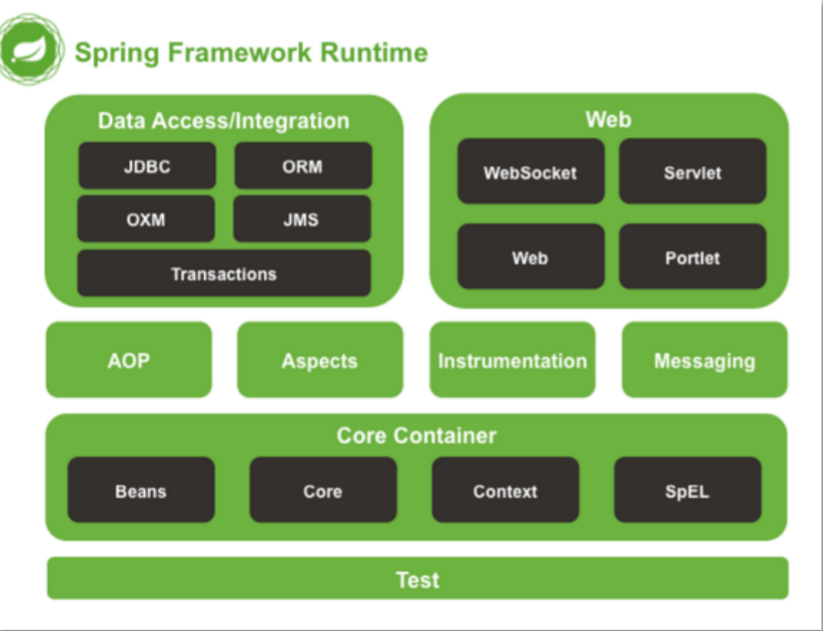 Spring Framework Runtime
Data Access/Integration
JDBC
ORM
OXM
JMS
Transactions
Web
WebSocket
Servlet
Web
Portlet
AOP
Aspects
Instrumentation
Messaging
Core Container
Beans
Core
Context
SpEL
Test